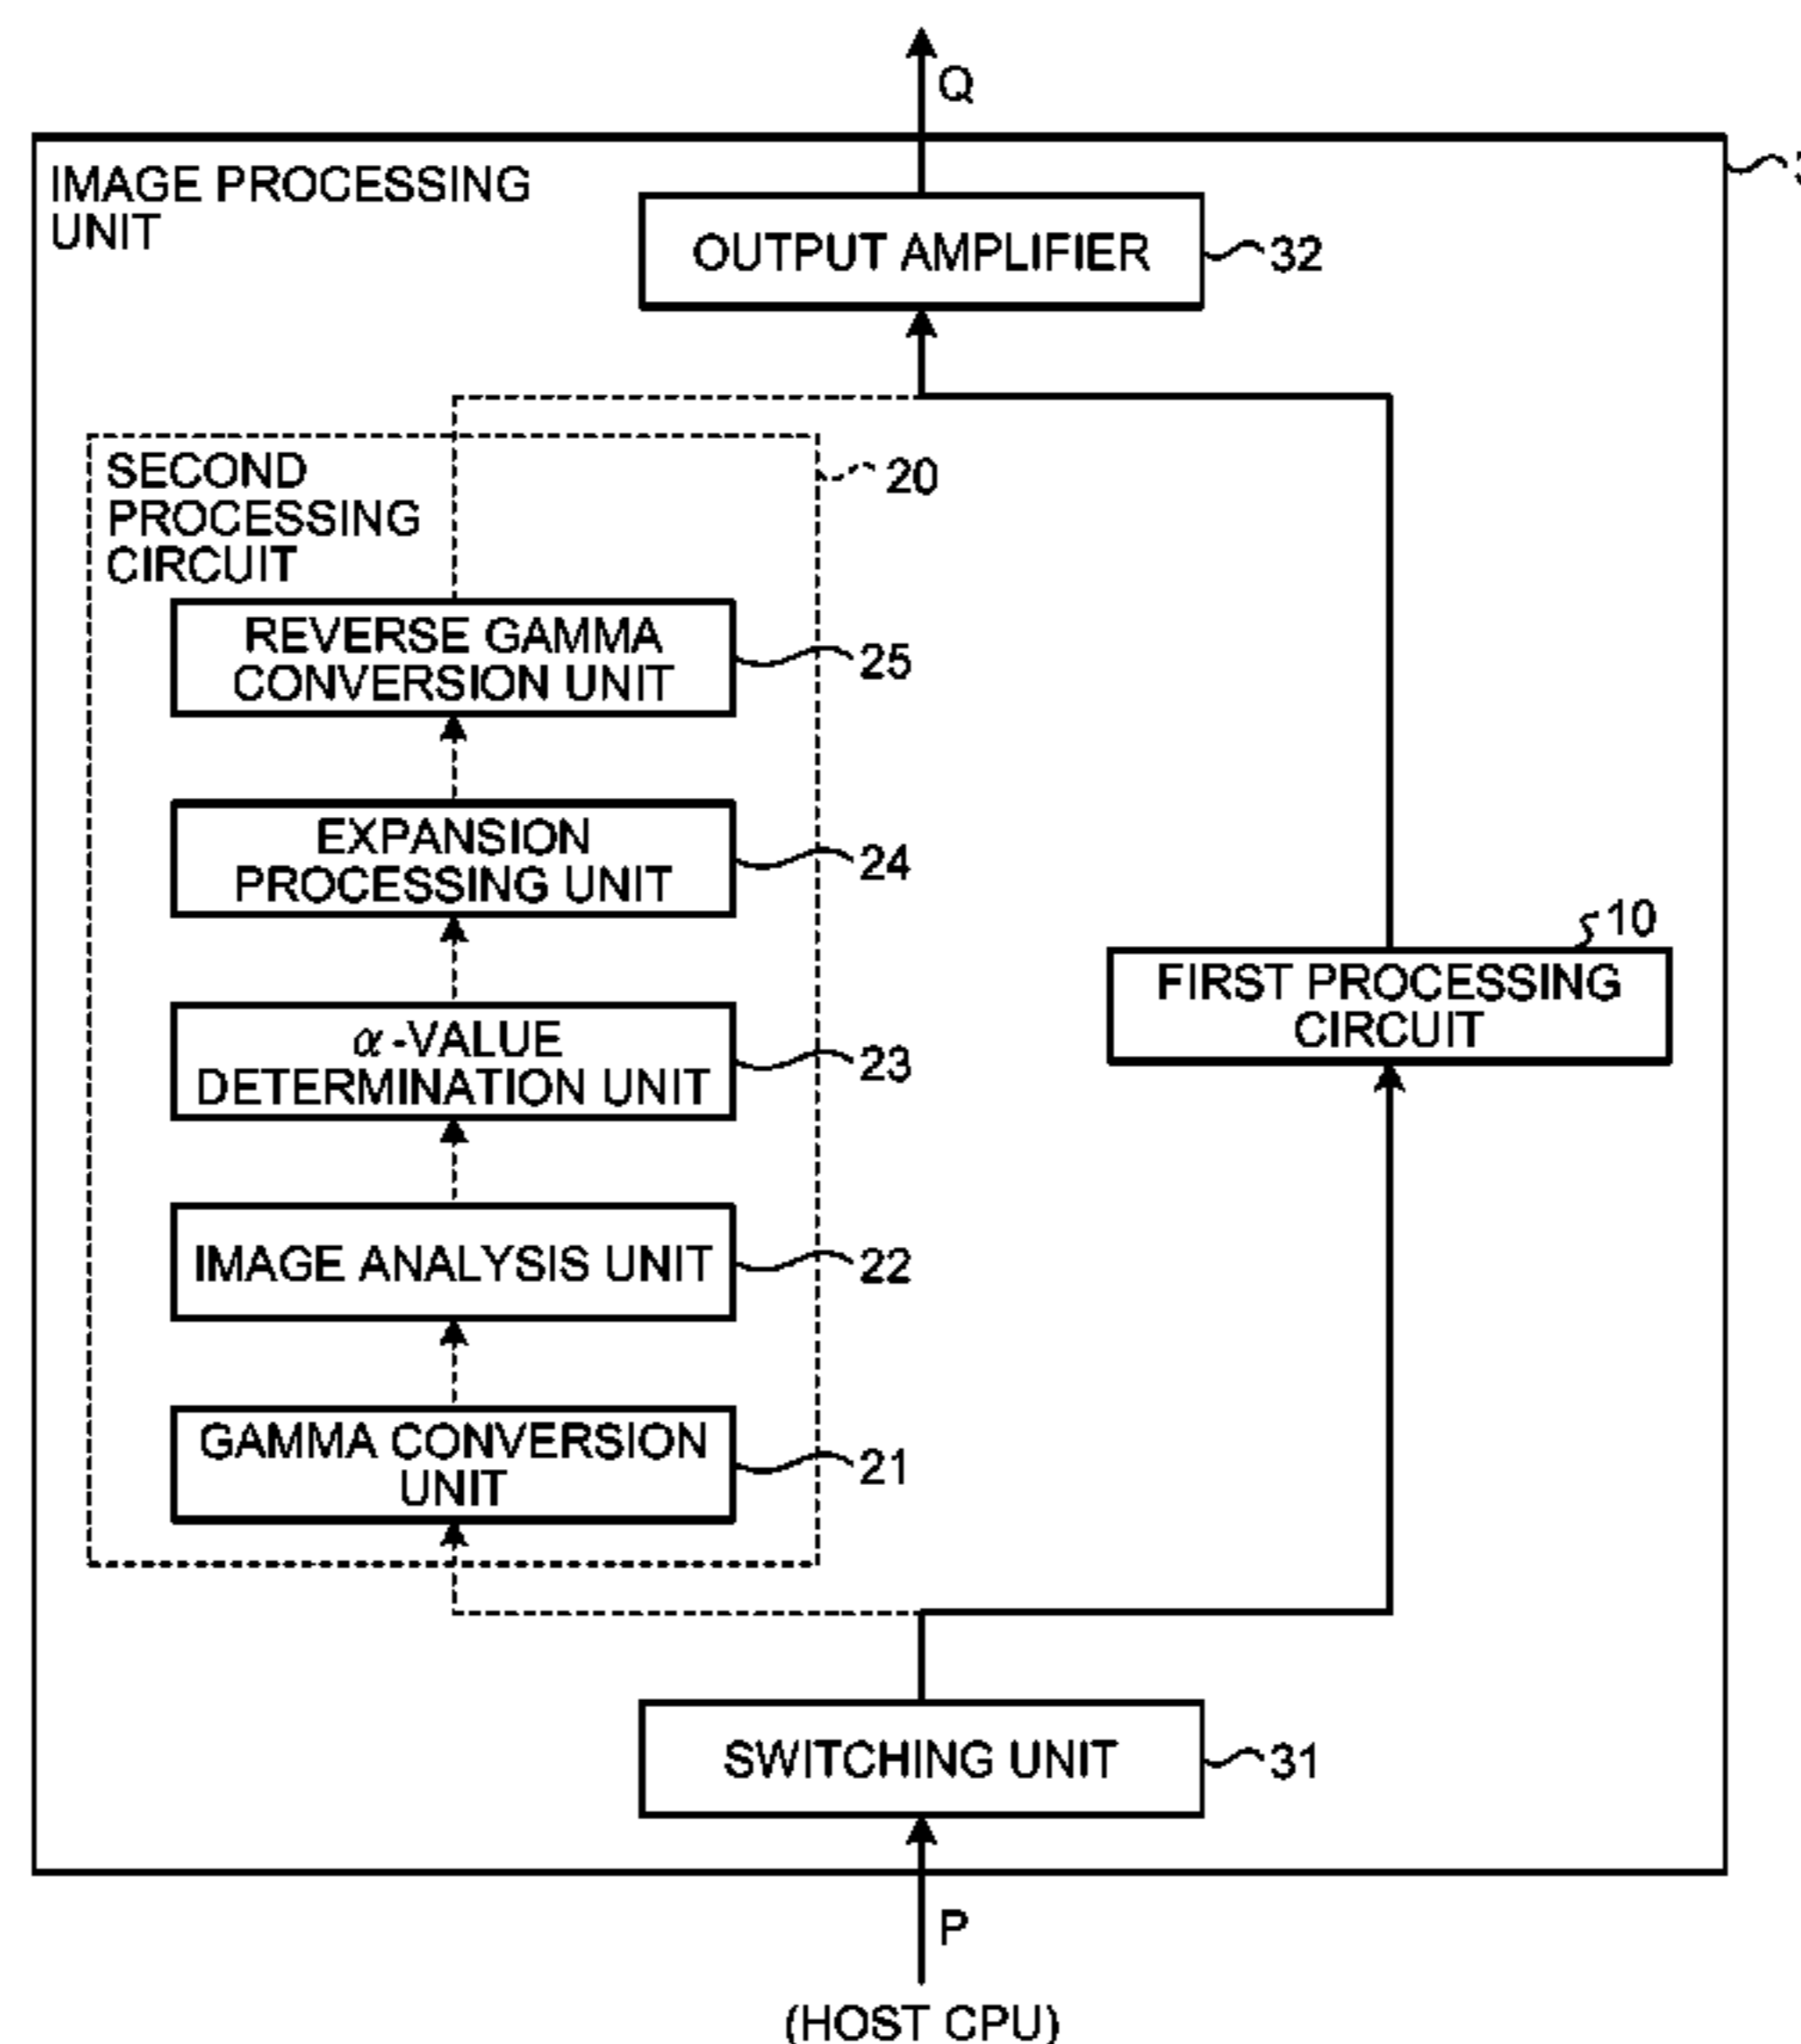 Q
IMAGE PROCESSING
UNIT
OUTPUT AMPLIFIER
32
SECOND
PROCESSING
CIRCUIT
20
REVERSE GAMMA
CONVERSION UNIT
25
EXPANSION
PROCESSING UNIT
24
10
FIRST PROCESSING
CIRCUIT
α-VALUE
DETERMINATION UNIT
23
IMAGE ANALYSIS UNIT
22
GAMMA CONVERSION
UNIT
21
SWITCHING UNIT
31
P
(HOST CPU)